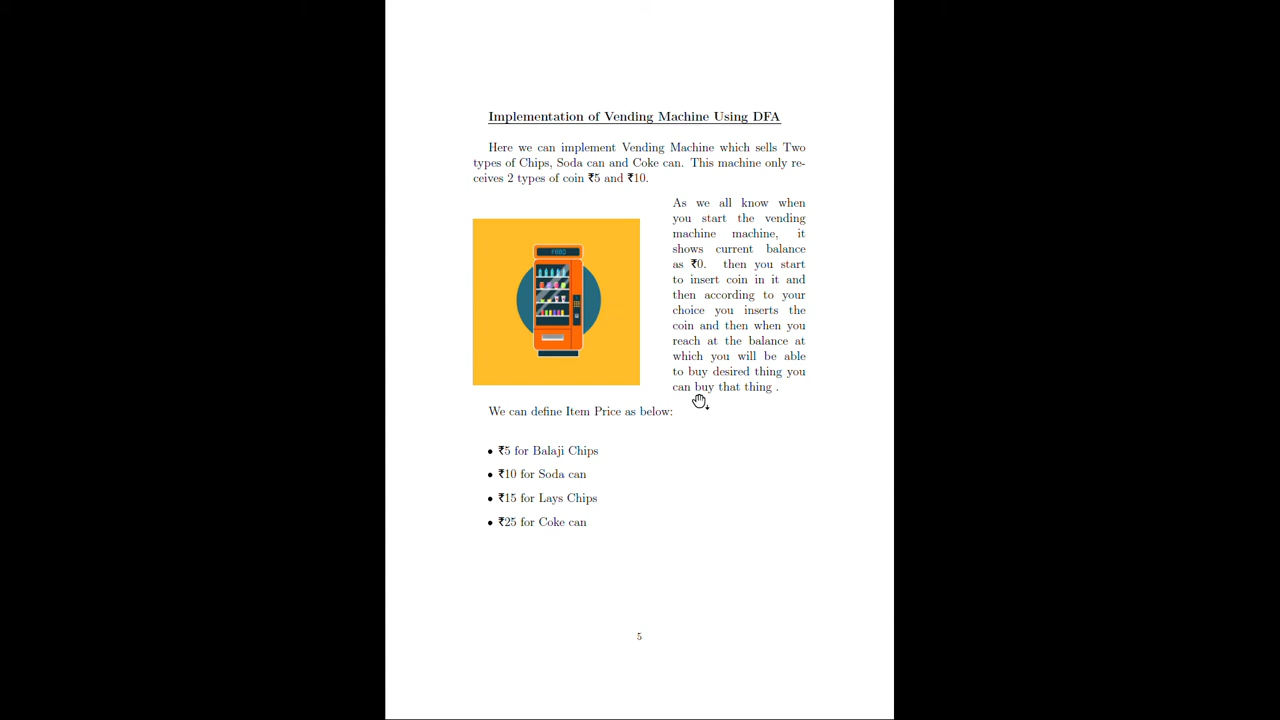 Implementation of Vending Machine Using DFA
Here we can implement Vending Machine which sells Two
types of Chips, Soda can and Coke can. This machine only re-
ceives 2 types of coin ₹5 and ₹10.
As we all know when
you start the vending
machine machine, it
shows current balance
as ₹0. then you start
to insert coin in it and
then according to your
choice you inserts the
coin and then when you
reach at the balance at
which you will be able
to buy desired thing you
can buy that thing .
FOOD
We can define Item Price as below:
• ₹5 for Balaji Chips
• ₹10 for Soda can
• ₹15 for Lays Chips
• ₹25 for Coke can
5